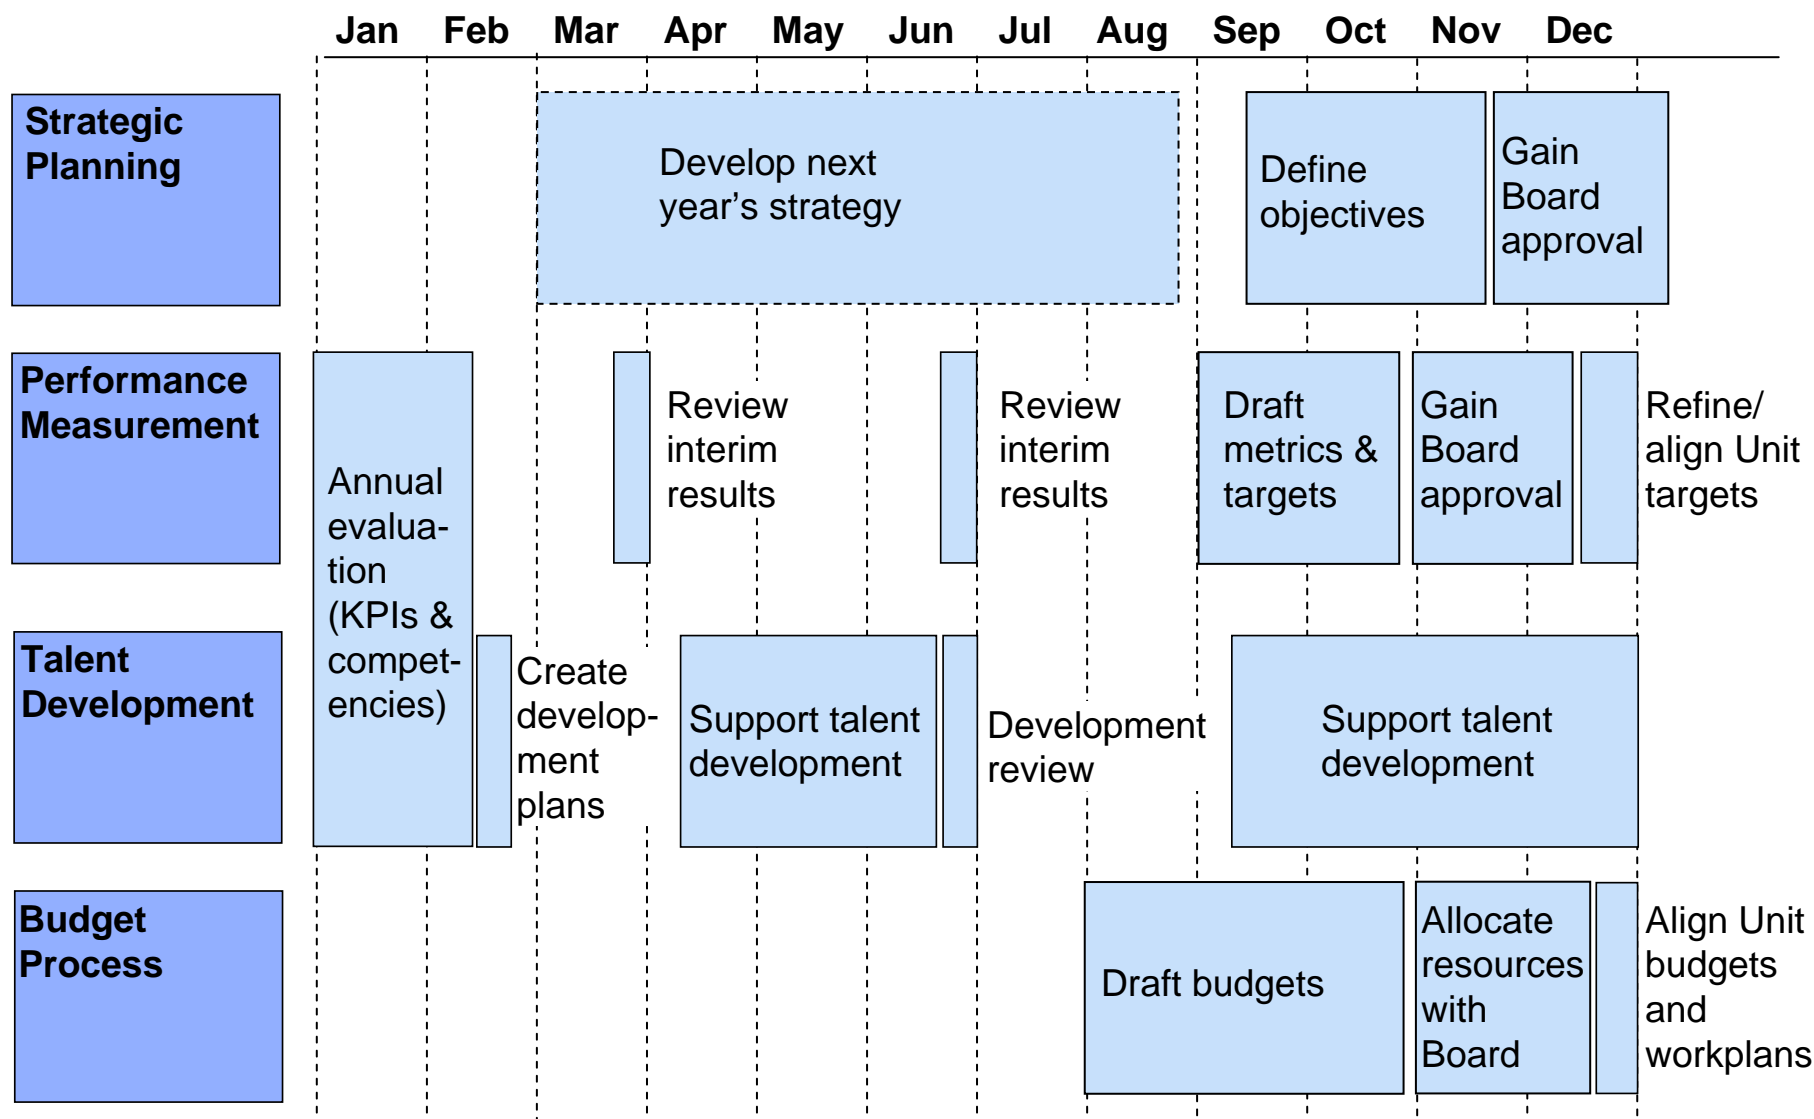 Jan Feb Mar Apr May Jun Jul Aug Sep Oct Nov Dec
Strategic
Planning
Develop next
year’s strategy
Define
objectives
Gain
Board
approval
Performance
Measurement
Annual
evalua-
tion
(KPIs &
compet-
encies)
Review
interim
results
Review
interim
results
Draft
metrics &
targets
Gain
Board
approval
Refine/
align Unit
targets
Talent
Development
Create
develop-
ment
plans
Support talent
development
Development
review
Support talent
development
Budget
Process
Draft budgets
Allocate
resources
with
Board
Align Unit
budgets
and
workplans